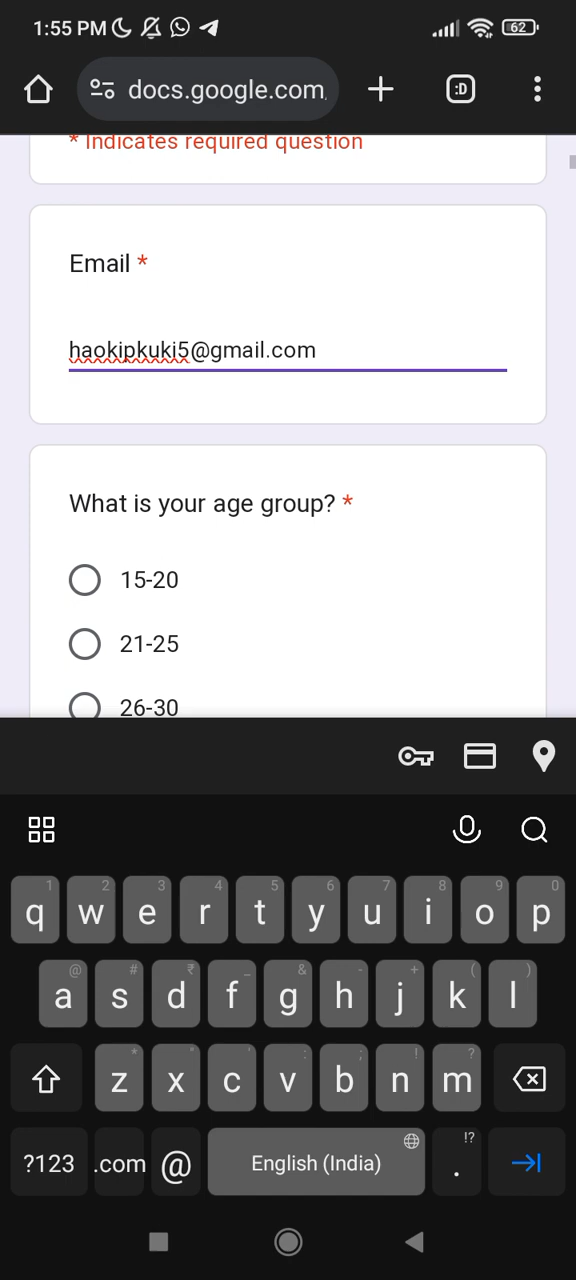 1:55 PM 62
docs.google.com :D
* Indicates required question
Email *
haokipkuki5@gmail.com
What is your age group? *
15-20
21-25
26-30
1 2 3 4 5 6 7 8 9 0
q w e r t y u i o p
@ # ₹ _ & - + ( )
a s d f g h j k l
* " ' : ; ! ?
z x c v b n m
!?
?123 .com @ English (India) .